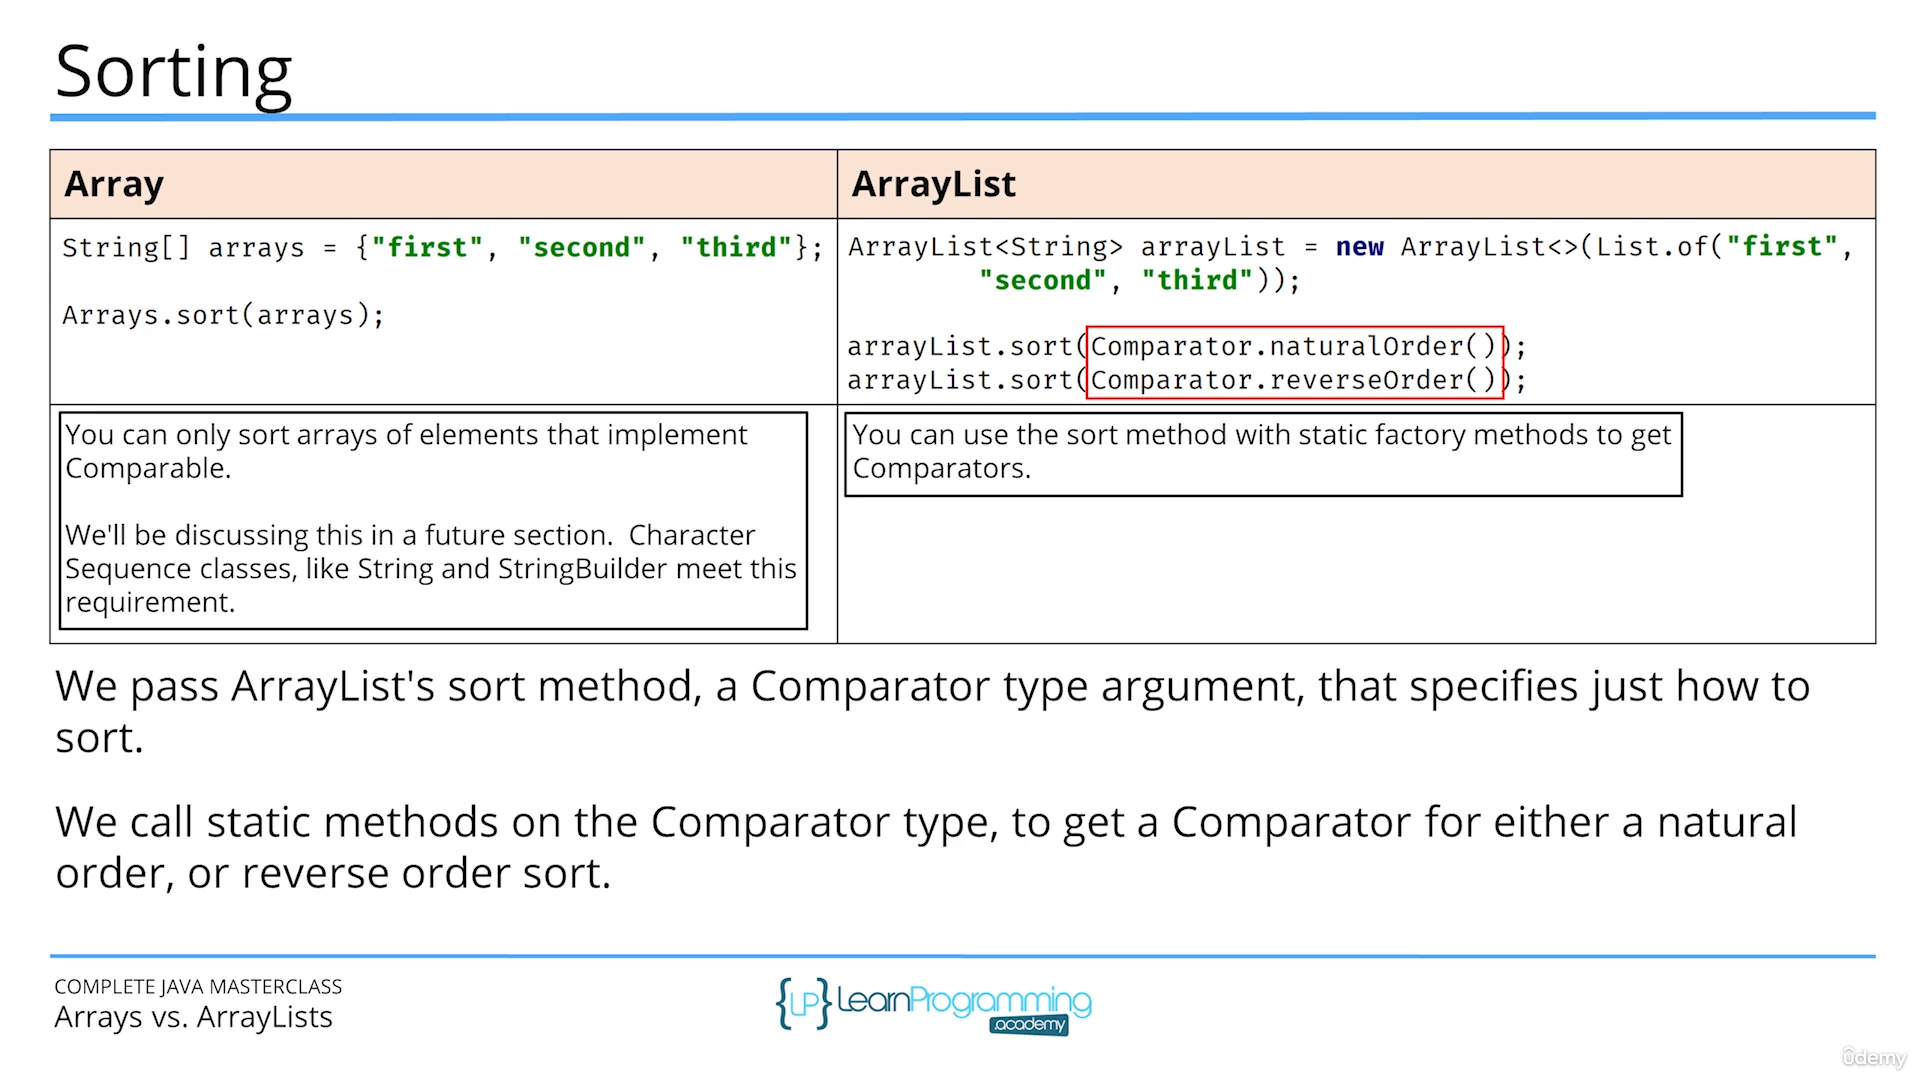 Sorting
Array
ArrayList
String[] arrays = {"first", "second", "third"};
Arrays.sort(arrays);
ArrayList<String> arrayList = new ArrayList<>(List.of("first",
"second", "third"));
arrayList.sort(Comparator.naturalOrder());
arrayList.sort(Comparator.reverseOrder());
You can only sort arrays of elements that implement
Comparable.
We'll be discussing this in a future section.  Character
Sequence classes, like String and StringBuilder meet this
requirement.
You can use the sort method with static factory methods to get
Comparators.
We pass ArrayList's sort method, a Comparator type argument, that specifies just how to
sort.
We call static methods on the Comparator type, to get a Comparator for either a natural
order, or reverse order sort.
COMPLETE JAVA MASTERCLASS
Arrays vs. ArrayLists
{LP} LearnProgramming
.academy
udemy